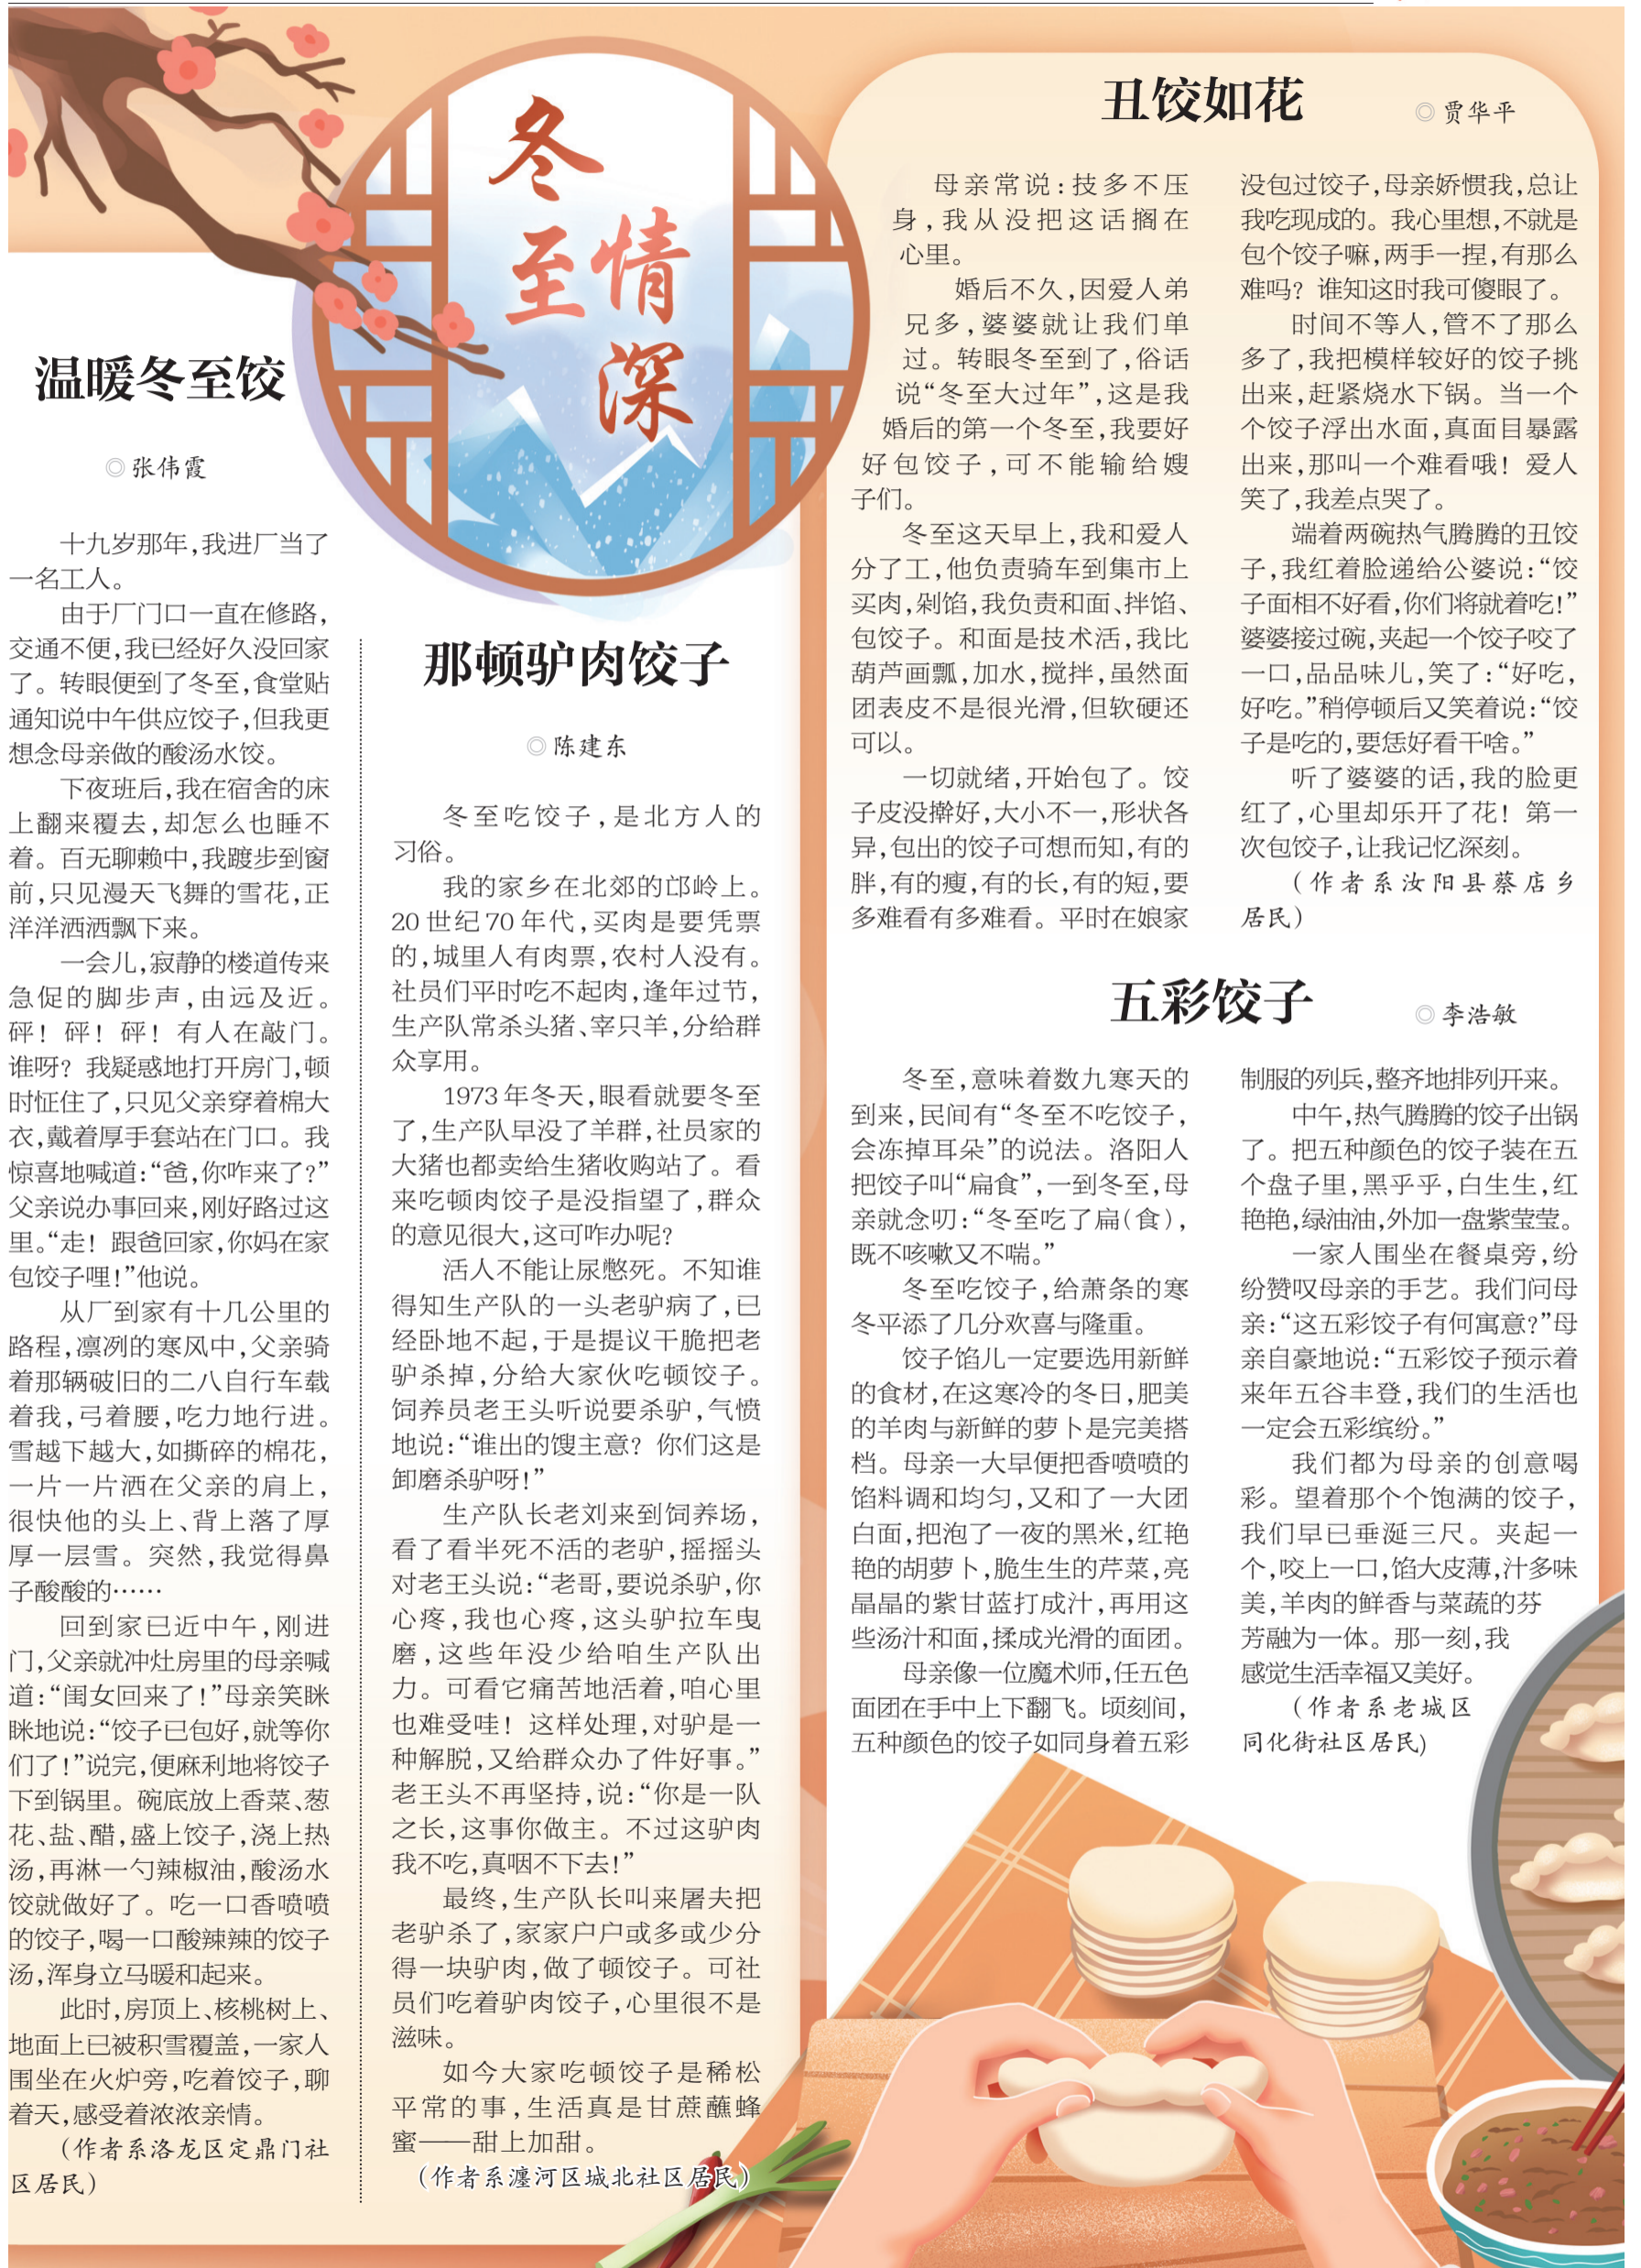 冬至情深
温暖冬至饺
◎张伟霞
十九岁那年,我进厂当了
一名工人。
由于厂门口一直在修路,
交通不便,我已经好久没回家
了。转眼便到了冬至,食堂贴
通知说中午供应饺子,但我更
想念母亲做的酸汤水饺。
下夜班后,我在宿舍的床
上翻来覆去,却怎么也睡不
着。百无聊赖中,我踱步到窗
前,只见漫天飞舞的雪花,正
洋洋洒洒飘下来。
一会儿,寂静的楼道传来
急促的脚步声,由远及近。
砰!砰!砰!有人在敲门。
谁呀?我疑惑地打开房门,顿
时怔住了,只见父亲穿着棉大
衣,戴着厚手套站在门口。我
惊喜地喊道:“爸,你咋来了?”
父亲说办事回来,刚好路过这
里。“走!跟爸回家,你妈在家
包饺子哩!”他说。
从厂到家有十几公里的
路程,凛冽的寒风中,父亲骑
着那辆破旧的二八自行车载
着我,弓着腰,吃力地行进。
雪越下越大,如撕碎的棉花,
一片一片洒在父亲的肩上,
很快他的头上、背上落了厚
厚一层雪。突然,我觉得鼻
子酸酸的……
回到家已近中午,刚进
门,父亲就冲灶房里的母亲喊
道:“闺女回来了!”母亲笑眯
眯地说:“饺子已包好,就等你
们了!”说完,便麻利地将饺子
下到锅里。碗底放上香菜、葱
花、盐、醋,盛上饺子,浇上热
汤,再淋一勺辣椒油,酸汤水
饺就做好了。吃一口香喷喷
的饺子,喝一口酸辣辣的饺子
汤,浑身立马暖和起来。
此时,房顶上、核桃树上、
地面上已被积雪覆盖,一家人
围坐在火炉旁,吃着饺子,聊
着天,感受着浓浓亲情。
(作者系洛龙区定鼎门社
区居民)
那顿驴肉饺子
◎陈建东
冬至吃饺子,是北方人的
习俗。
我的家乡在北郊的邙岭上。
20世纪70年代,买肉是要凭票
的,城里人有肉票,农村人没有。
社员们平时吃不起肉,逢年过节,
生产队常杀头猪、宰只羊,分给群
众享用。
1973年冬天,眼看就要冬至
了,生产队早没了羊群,社员家的
大猪也都卖给生猪收购站了。看
来吃顿肉饺子是没指望了,群众
的意见很大,这可咋办呢?
活人不能让尿憋死。不知谁
得知生产队的一头老驴病了,已
经卧地不起,于是提议干脆把老
驴杀掉,分给大家伙吃顿饺子。
饲养员老王头听说要杀驴,气愤
地说:“谁出的馊主意?你们这是
卸磨杀驴呀!”
生产队长老刘来到饲养场,
看了看半死不活的老驴,摇摇头
对老王头说:“老哥,要说杀驴,你
心疼,我也心疼,这头驴拉车曳
磨,这些年没少给咱生产队出
力。可看它痛苦地活着,咱心里
也难受哇!这样处理,对驴是一
种解脱,又给群众办了件好事。”
老王头不再坚持,说:“你是一队
之长,这事你做主。不过这驴肉
我不吃,真咽不下去!”
最终,生产队长叫来屠夫把
老驴杀了,家家户户或多或少分
得一块驴肉,做了顿饺子。可社
员们吃着驴肉饺子,心里很不是
滋味。
如今大家吃顿饺子是稀松
平常的事,生活真是甘蔗蘸蜂
蜜——甜上加甜。
(作者系瀍河区城北社区居民)
丑饺如花
◎贾华平
母亲常说:技多不压
身,我从没把这话搁在
心里。
婚后不久,因爱人弟
兄多,婆婆就让我们单
过。转眼冬至到了,俗话
说“冬至大过年”,这是我
婚后的第一个冬至,我要好
好包饺子,可不能输给嫂
子们。
冬至这天早上,我和爱人
分了工,他负责骑车到集市上
买肉,剁馅,我负责和面、拌馅、
包饺子。和面是技术活,我比
葫芦画瓢,加水,搅拌,虽然面
团表皮不是很光滑,但软硬还
可以。
一切就绪,开始包了。饺
子皮没擀好,大小不一,形状各
异,包出的饺子可想而知,有的
胖,有的瘦,有的长,有的短,要
多难看有多难看。平时在娘家
没包过饺子,母亲娇惯我,总让
我吃现成的。我心里想,不就是
包个饺子嘛,两手一捏,有那么
难吗?谁知这时我可傻眼了。
时间不等人,管不了那么
多了,我把模样较好的饺子挑
出来,赶紧烧水下锅。当一个
个饺子浮出水面,真面目暴露
出来,那叫一个难看哦!爱人
笑了,我差点哭了。
端着两碗热气腾腾的丑饺
子,我红着脸递给公婆说:“饺
子面相不好看,你们将就着吃!”
婆婆接过碗,夹起一个饺子咬了
一口,品品味儿,笑了:“好吃,
好吃。”稍停顿后又笑着说:“饺
子是吃的,要恁好看干啥。”
听了婆婆的话,我的脸更
红了,心里却乐开了花!第一
次包饺子,让我记忆深刻。
(作者系汝阳县蔡店乡
居民)
五彩饺子
◎李浩敏
冬至,意味着数九寒天的
到来,民间有“冬至不吃饺子,
会冻掉耳朵”的说法。洛阳人
把饺子叫“扁食”,一到冬至,母
亲就念叨:“冬至吃了扁(食),
既不咳嗽又不喘。”
冬至吃饺子,给萧条的寒
冬平添了几分欢喜与隆重。
饺子馅儿一定要选用新鲜
的食材,在这寒冷的冬日,肥美
的羊肉与新鲜的萝卜是完美搭
档。母亲一大早便把香喷喷的
馅料调和均匀,又和了一大团
白面,把泡了一夜的黑米,红艳
艳的胡萝卜,脆生生的芹菜,亮
晶晶的紫甘蓝打成汁,再用这
些汤汁和面,揉成光滑的面团。
母亲像一位魔术师,任五色
面团在手中上下翻飞。顷刻间,
五种颜色的饺子如同身着五彩
制服的列兵,整齐地排列开来。
中午,热气腾腾的饺子出锅
了。把五种颜色的饺子装在五
个盘子里,黑乎乎,白生生,红
艳艳,绿油油,外加一盘紫莹莹。
一家人围坐在餐桌旁,纷
纷赞叹母亲的手艺。我们问母
亲:“这五彩饺子有何寓意?”母
亲自豪地说:“五彩饺子预示着
来年五谷丰登,我们的生活也
一定会五彩缤纷。”
我们都为母亲的创意喝
彩。望着那个个饱满的饺子,
我们早已垂涎三尺。夹起一
个,咬上一口,馅大皮薄,汁多味
美,羊肉的鲜香与菜蔬的芬
芳融为一体。那一刻,我
感觉生活幸福又美好。
(作者系老城区
同化街社区居民)